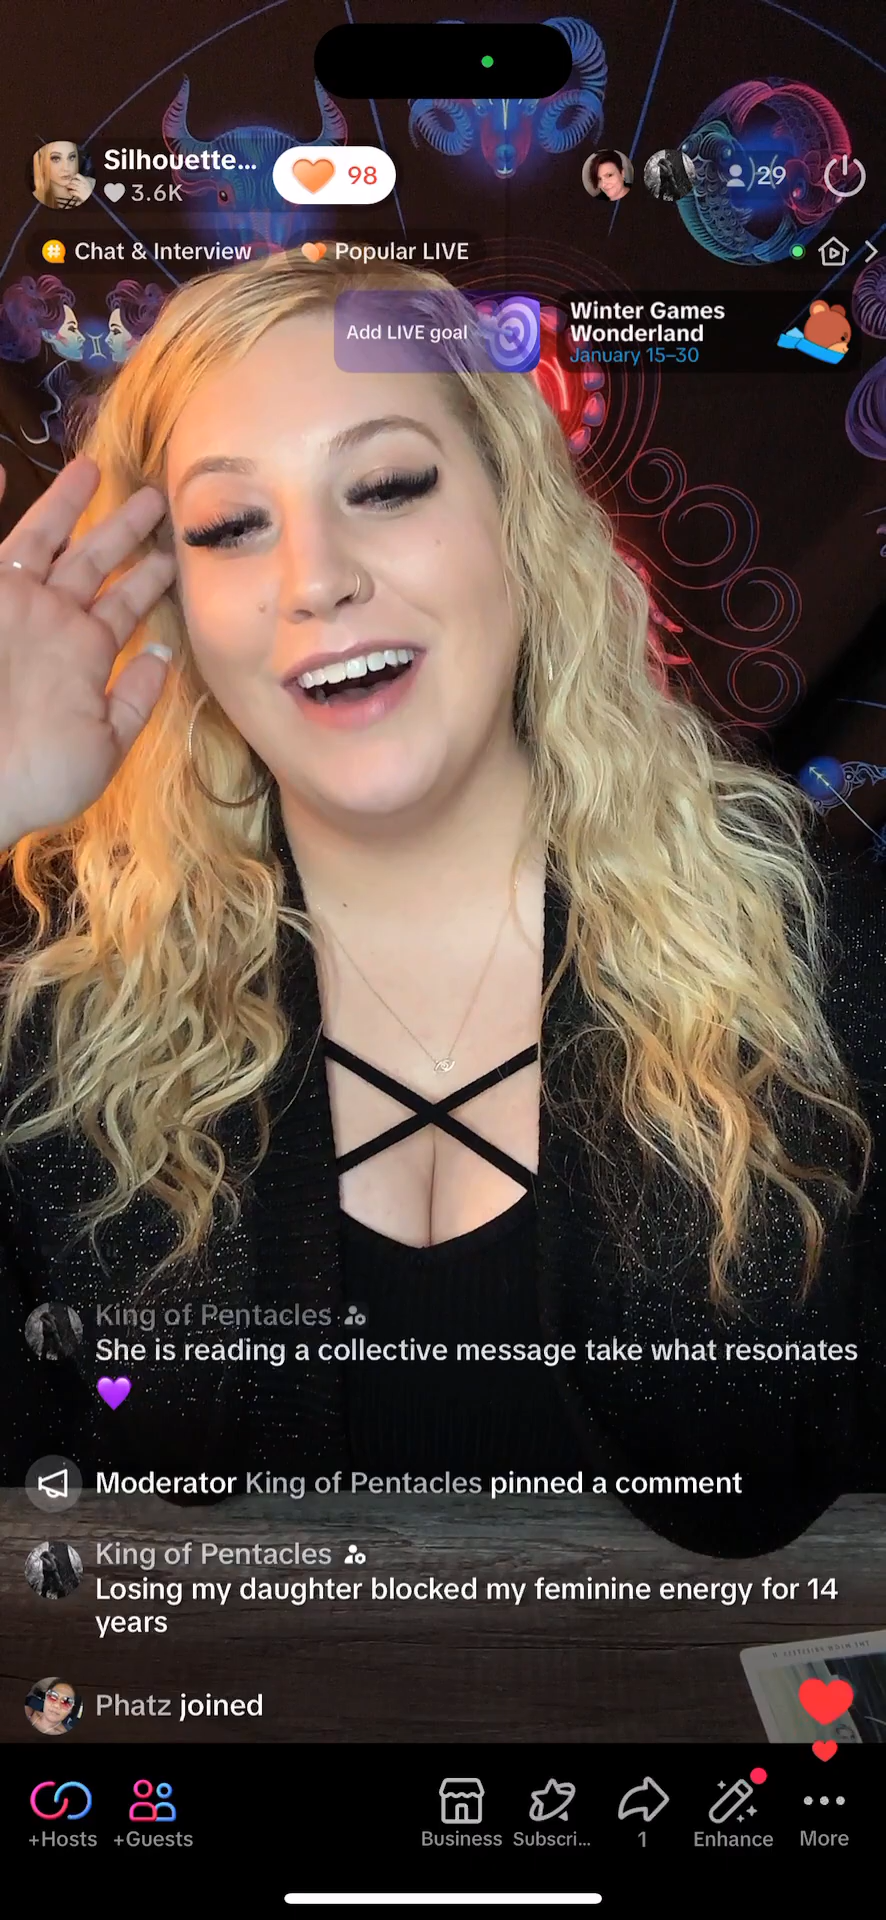 Silhouette...
3.6K
98
29
Chat & Interview
Popular LIVE
Add LIVE goal
Winter Games
Wonderland
January 15–30
King of Pentacles
She is reading a collective message take what resonates
💜
Moderator King of Pentacles pinned a comment
King of Pentacles
Losing my daughter blocked my feminine energy for 14
years
Phatz joined
+Hosts
+Guests
Business
Subscri...
1
Enhance
More